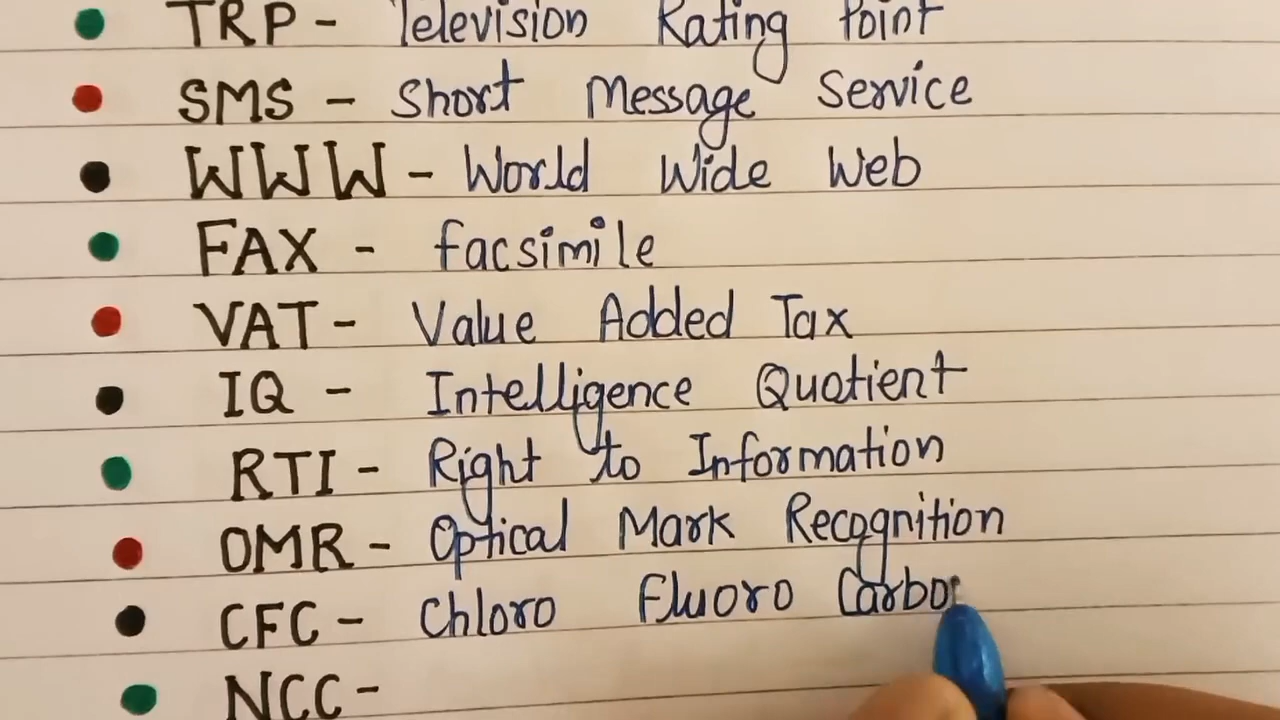 TRP - Television Rating Point
SMS - Short Message Service
WWW - World Wide Web
FAX - facsimile
VAT - Value Added Tax
IQ - Intelligence Quotient
RTI - Right to Information
OMR - Optical Mark Recognition
CFC - Chloro Fluoro Carbo
NCC -